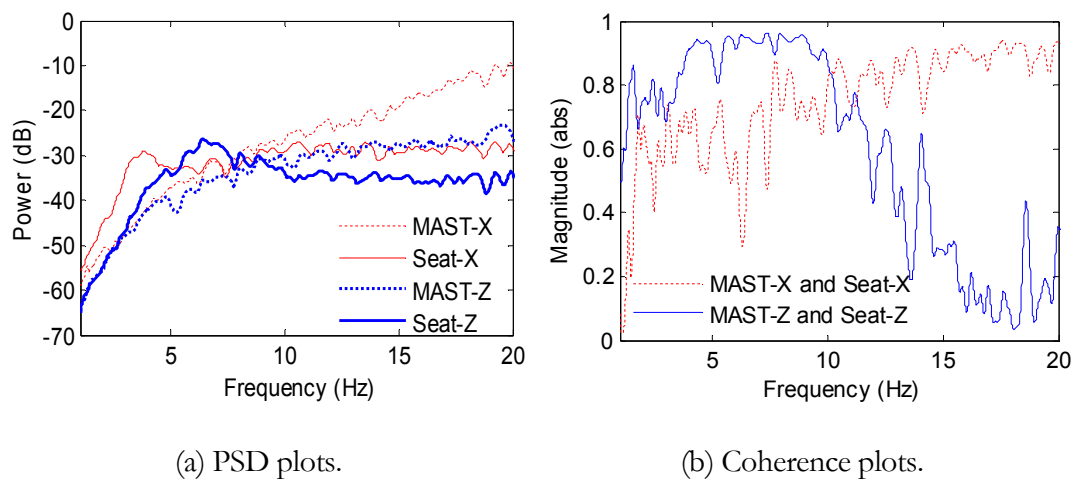 0
-10
-20
-30
-40
-50
-60
-70
Power (dB)
5 10 15 20
Frequency (Hz)
MAST-X
Seat-X
MAST-Z
Seat-Z
(a) PSD plots.
1
0.8
0.6
0.4
0.2
0
Magnitude (abs)
5 10 15 20
Frequency (Hz)
MAST-X and Seat-X
MAST-Z and Seat-Z
(b) Coherence plots.